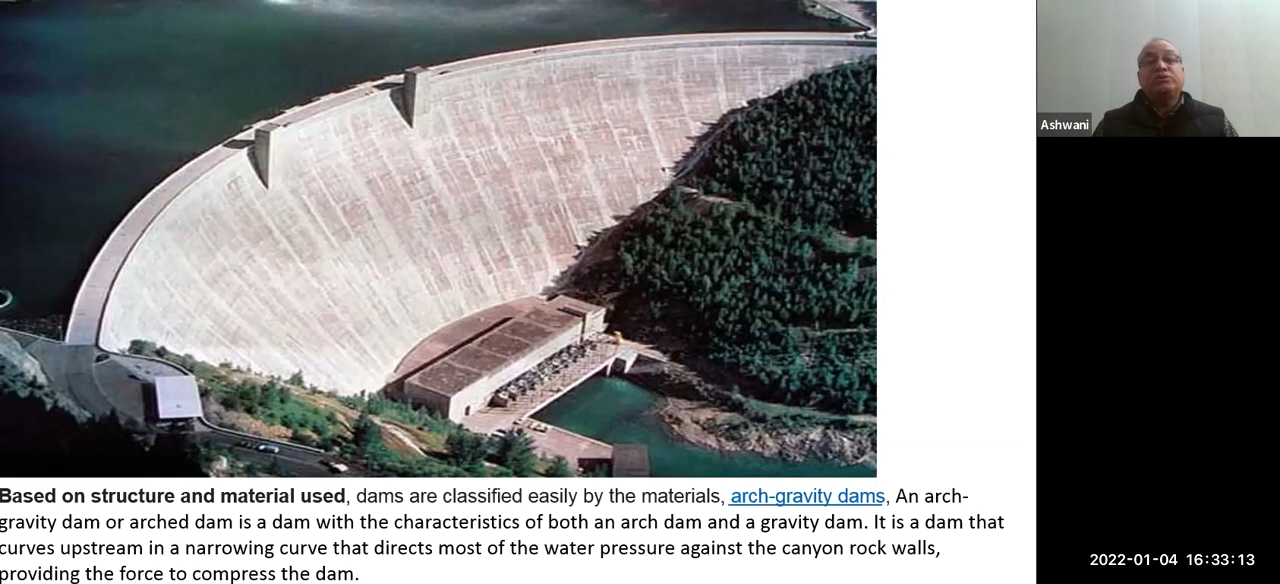 Ashwani
Based on structure and material used, dams are classified easily by the materials, arch-gravity dams, An arch-
gravity dam or arched dam is a dam with the characteristics of both an arch dam and a gravity dam. It is a dam that
curves upstream in a narrowing curve that directs most of the water pressure against the canyon rock walls,
providing the force to compress the dam.
2022-01-04 16:33:13